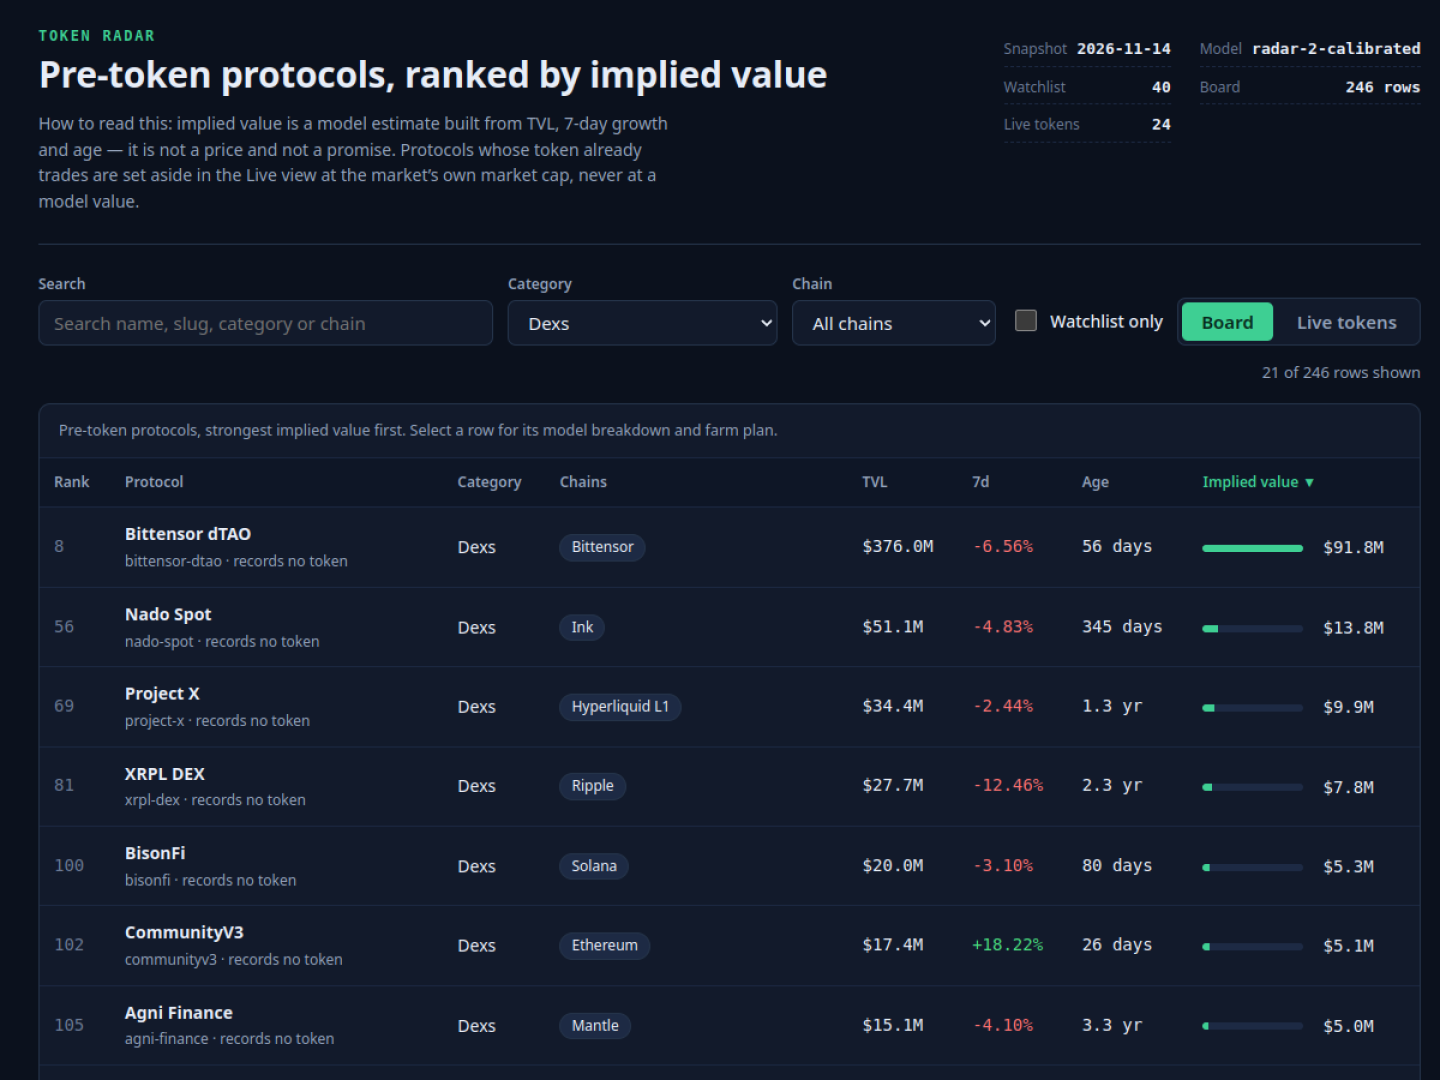 TOKEN RADAR
Pre-token protocols, ranked by implied value
How to read this: implied value is a model estimate built from TVL, 7-day growth
and age — it is not a price and not a promise. Protocols whose token already
trades are set aside in the Live view at the market’s own market cap, never at a
model value.
Snapshot 2026-11-14 Model radar-2-calibrated
Watchlist 40 Board 246 rows
Live tokens 24
Search Category Chain
Search name, slug, category or chain Dexs All chains Watchlist only Board Live tokens
21 of 246 rows shown
Pre-token protocols, strongest implied value first. Select a row for its model breakdown and farm plan.
Rank Protocol Category Chains TVL 7d Age Implied value ▼
8 Bittensor dTAO Dexs Bittensor $376.0M -6.56% 56 days $91.8M
bittensor-dtao · records no token
56 Nado Spot Dexs Ink $51.1M -4.83% 345 days $13.8M
nado-spot · records no token
69 Project X Dexs Hyperliquid L1 $34.4M -2.44% 1.3 yr $9.9M
project-x · records no token
81 XRPL DEX Dexs Ripple $27.7M -12.46% 2.3 yr $7.8M
xrpl-dex · records no token
100 BisonFi Dexs Solana $20.0M -3.10% 80 days $5.3M
bisonfi · records no token
102 CommunityV3 Dexs Ethereum $17.4M +18.22% 26 days $5.1M
communityv3 · records no token
105 Agni Finance Dexs Mantle $15.1M -4.10% 3.3 yr $5.0M
agni-finance · records no token